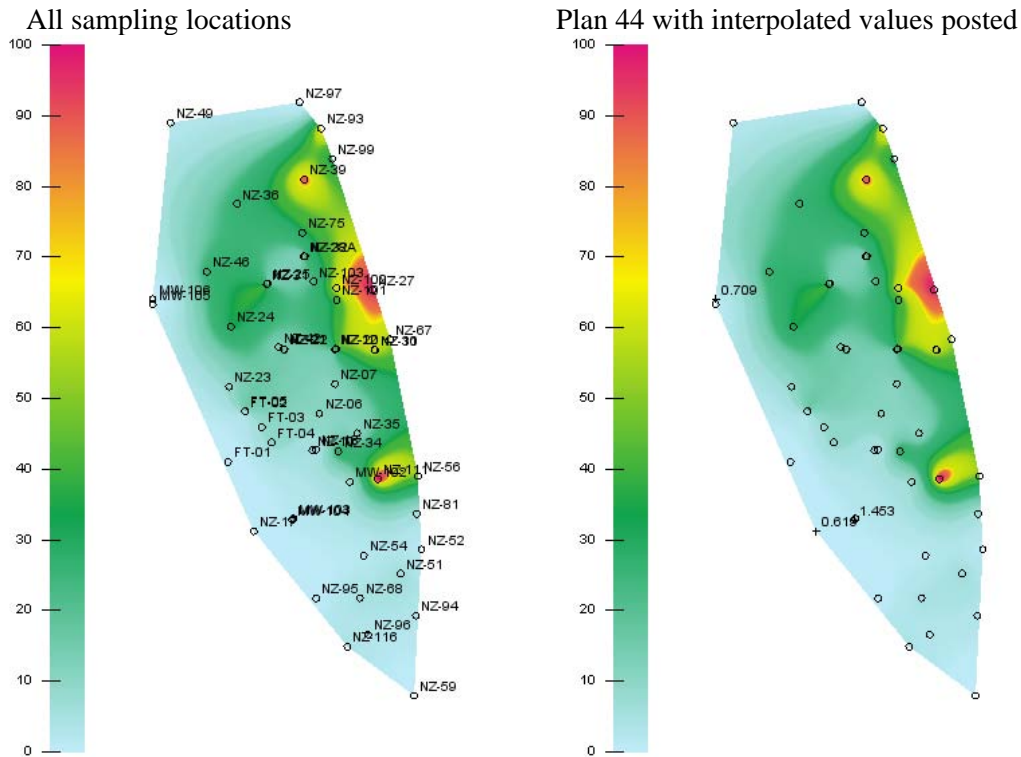 All sampling locations
Plan 44 with interpolated values posted
100
90
80
70
60
50
40
30
20
10
0
NZ-97
NZ-49
NZ-93
NZ-99
NZ-39
NZ-36
NZ-75
NZ-46
NZ-103
NZ-27
MW-105
NZ-24
NZ-67
NZ-23
NZ-07
NZ-06
FT-03
FT-04
NZ-35
NZ-34
FT-01
MW-102
NZ-111
NZ-56
NZ-81
NZ-17
NZ-54
NZ-52
NZ-51
NZ-95
NZ-68
NZ-94
NZ-96
NZ-116
NZ-59
100
90
80
70
60
50
40
30
20
10
0
0.709
0.619
1.453